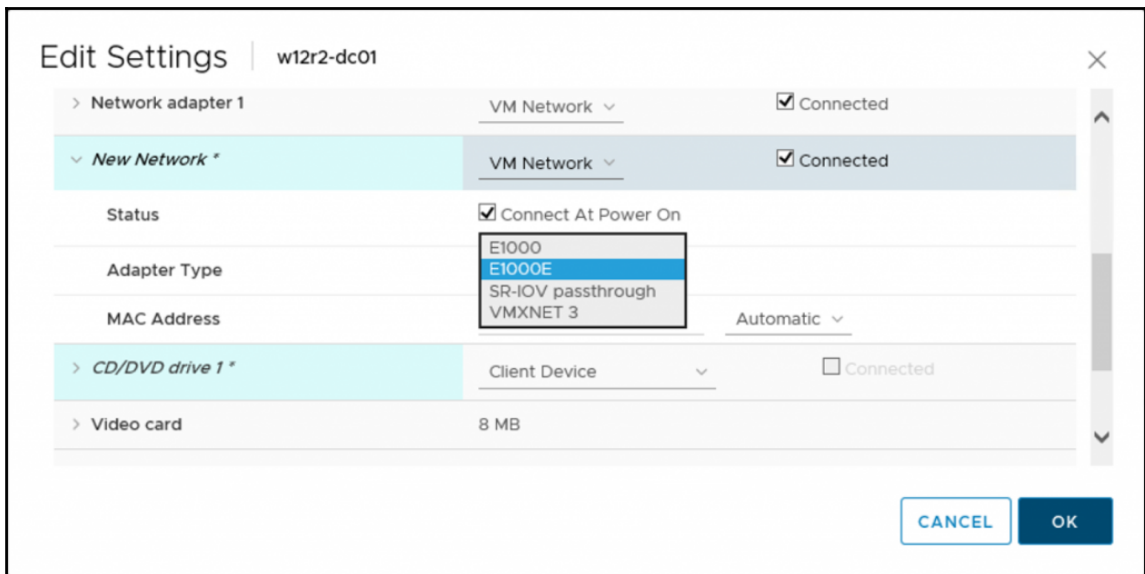 Edit Settings w12r2-dc01
Network adapter 1 VM Network Connected
New Network * VM Network Connected
Status Connect At Power On
E1000
Adapter Type E1000E
SR-IOV passthrough
MAC Address VMXNET 3 Automatic
CD/DVD drive 1 * Client Device Connected
Video card 8 MB
CANCEL OK